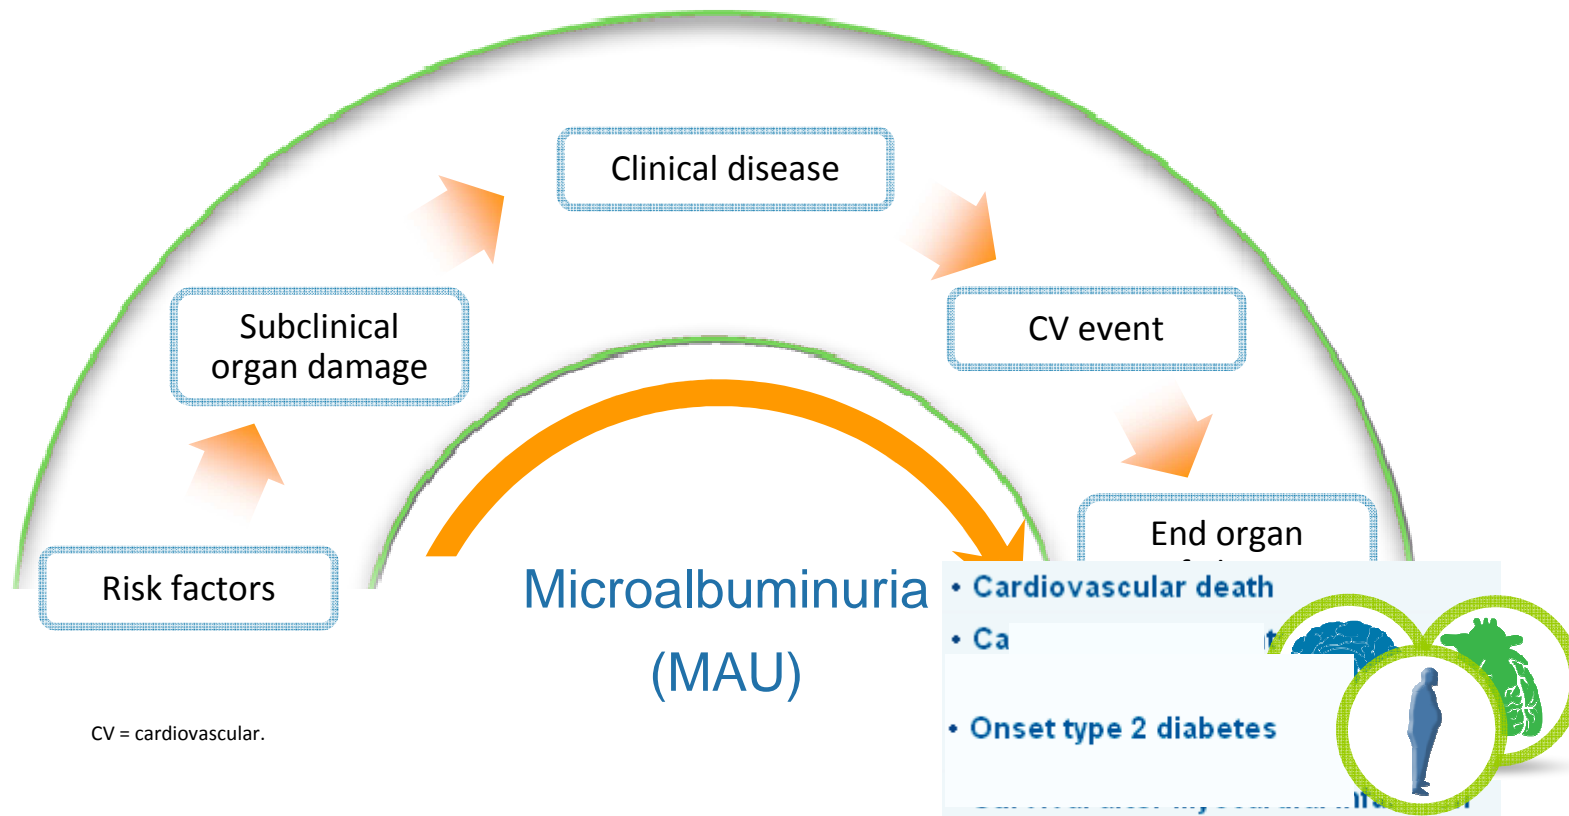 Clinical disease
Subclinical
organ damage
CV event
End organ
Risk factors
Microalbuminuria
(MAU)
• Cardiovascular death
• Onset type 2 diabetes
CV = cardiovascular.